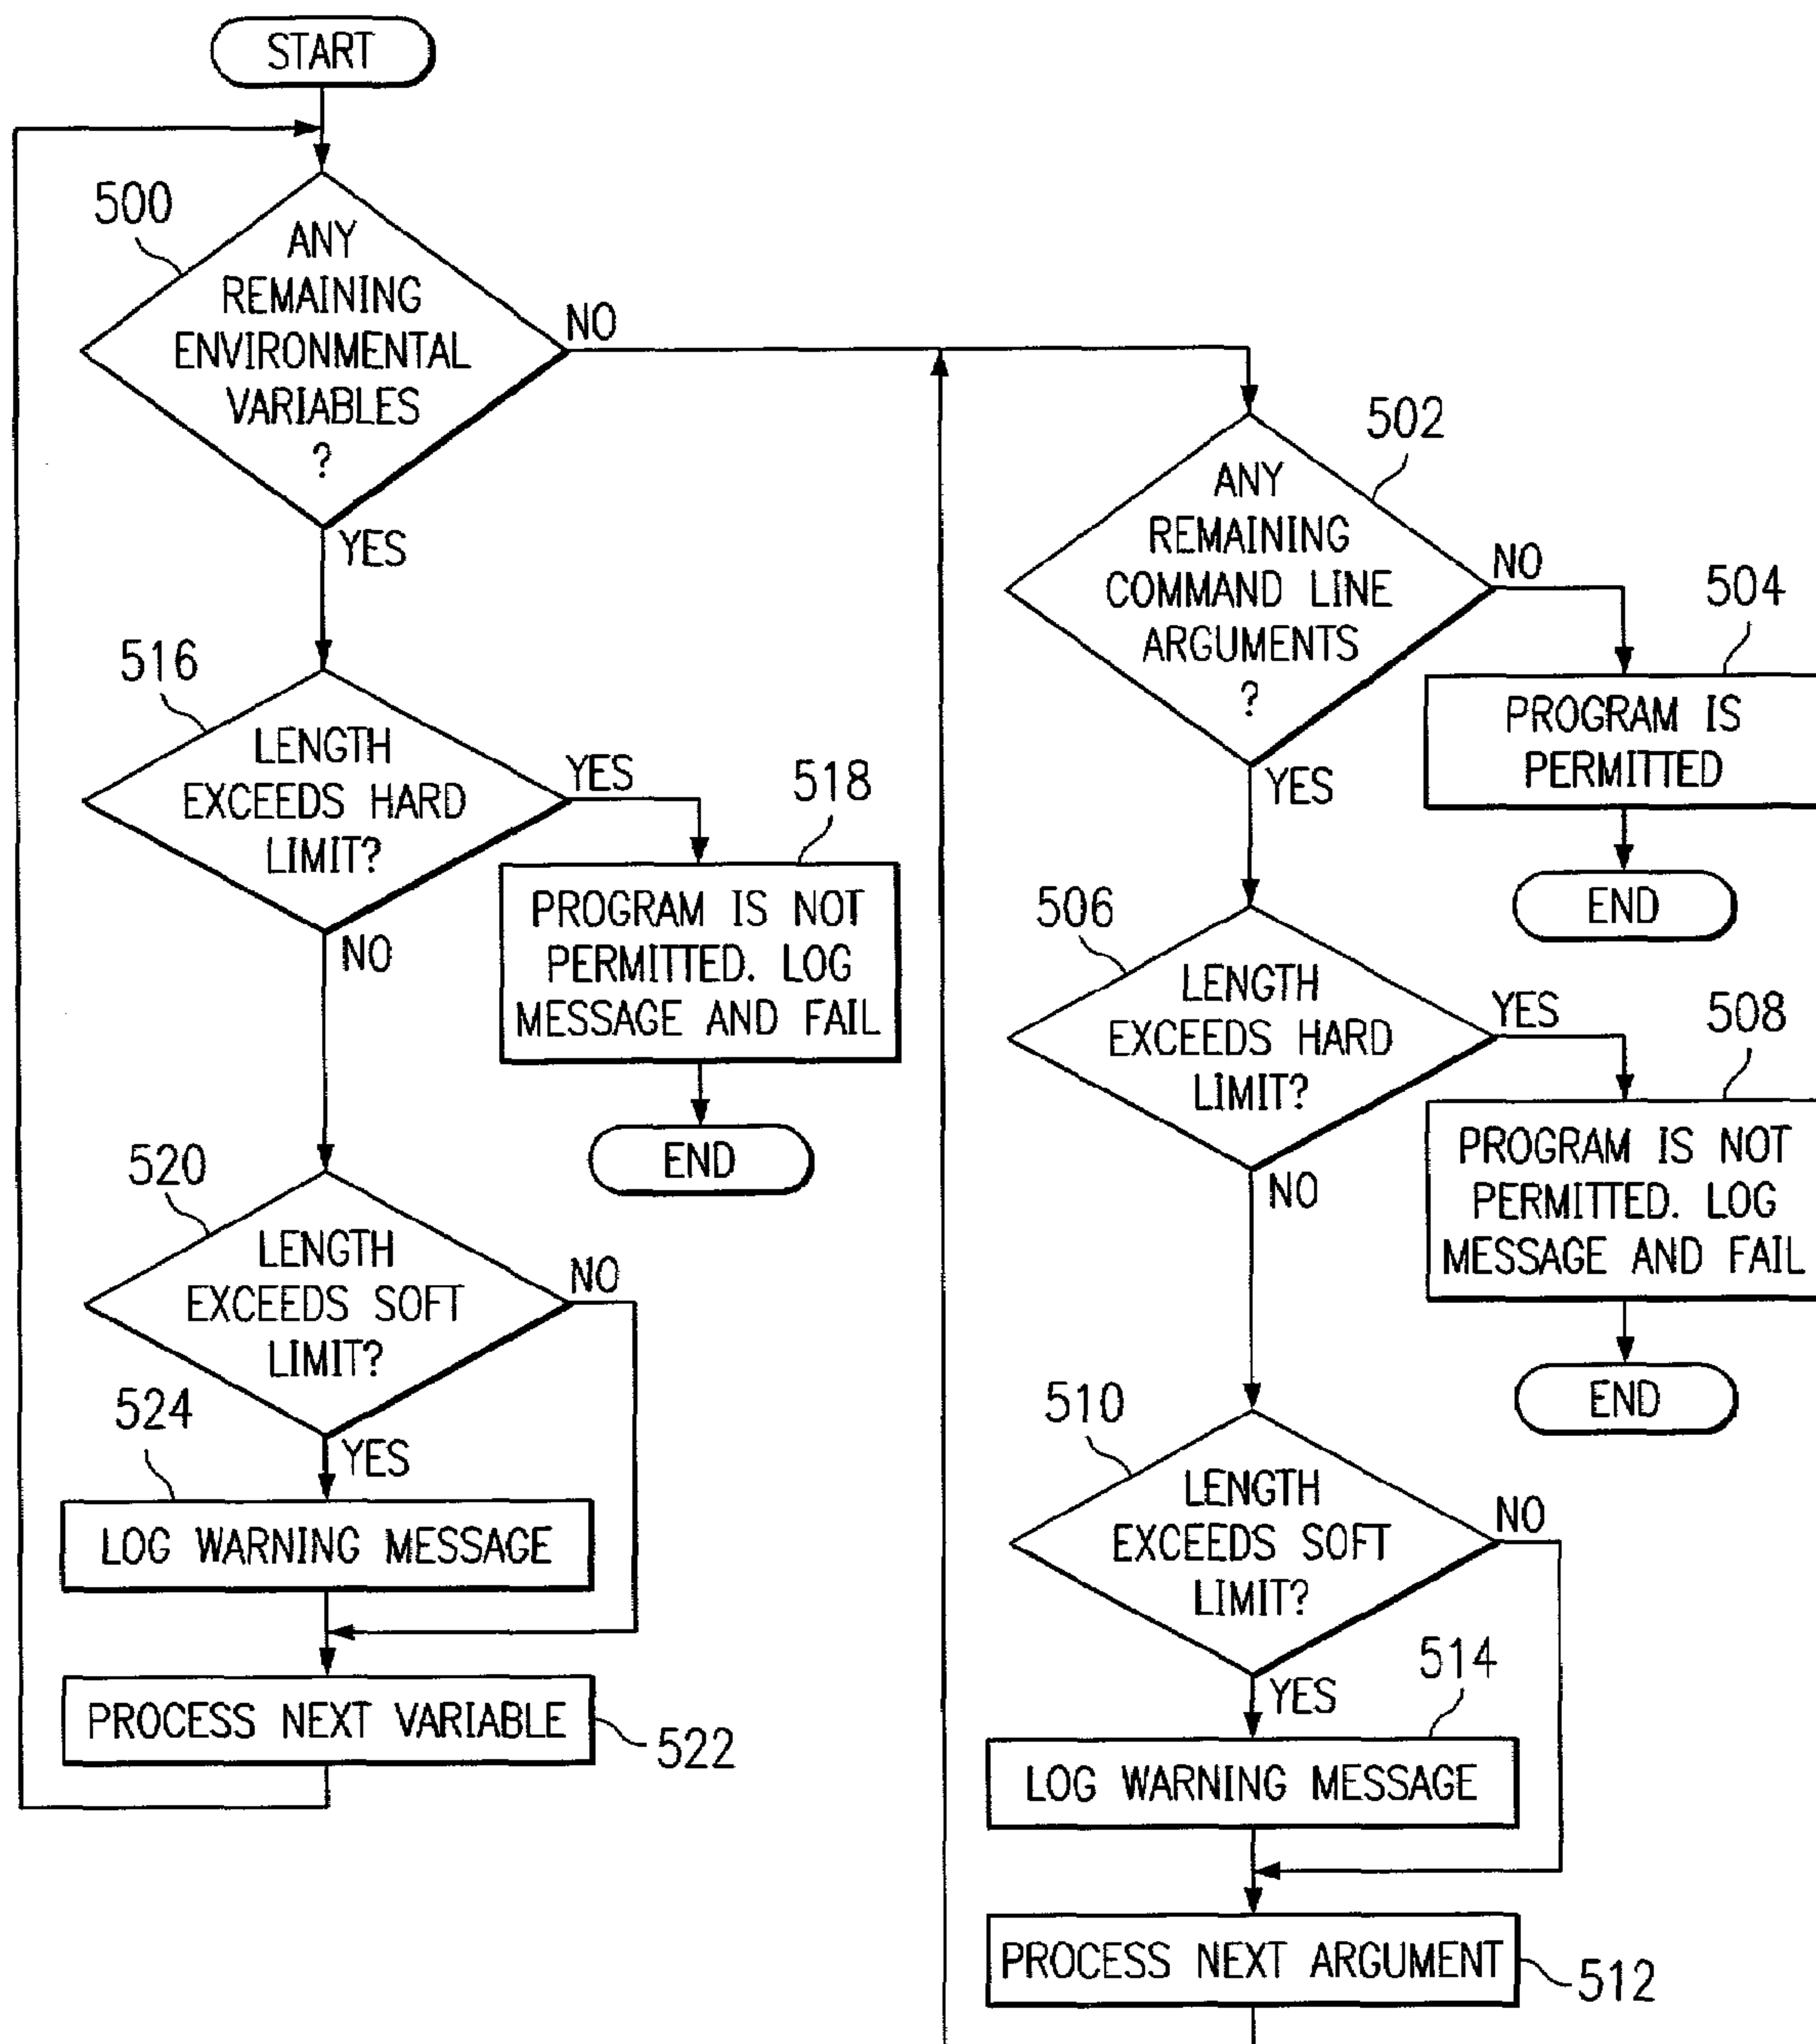 START
500
ANY
REMAINING
ENVIRONMENTAL
VARIABLES
?
NO
YES
516
LENGTH
EXCEEDS HARD
LIMIT?
YES
NO
518
PROGRAM IS NOT
PERMITTED. LOG
MESSAGE AND FAIL
END
520
LENGTH
EXCEEDS SOFT
LIMIT?
NO
YES
524
LOG WARNING MESSAGE
PROCESS NEXT VARIABLE
522
502
ANY
REMAINING
COMMAND LINE
ARGUMENTS
?
NO
YES
504
PROGRAM IS
PERMITTED
END
506
LENGTH
EXCEEDS HARD
LIMIT?
YES
NO
508
PROGRAM IS NOT
PERMITTED. LOG
MESSAGE AND FAIL
END
510
LENGTH
EXCEEDS SOFT
LIMIT?
NO
YES
514
LOG WARNING MESSAGE
PROCESS NEXT ARGUMENT
512